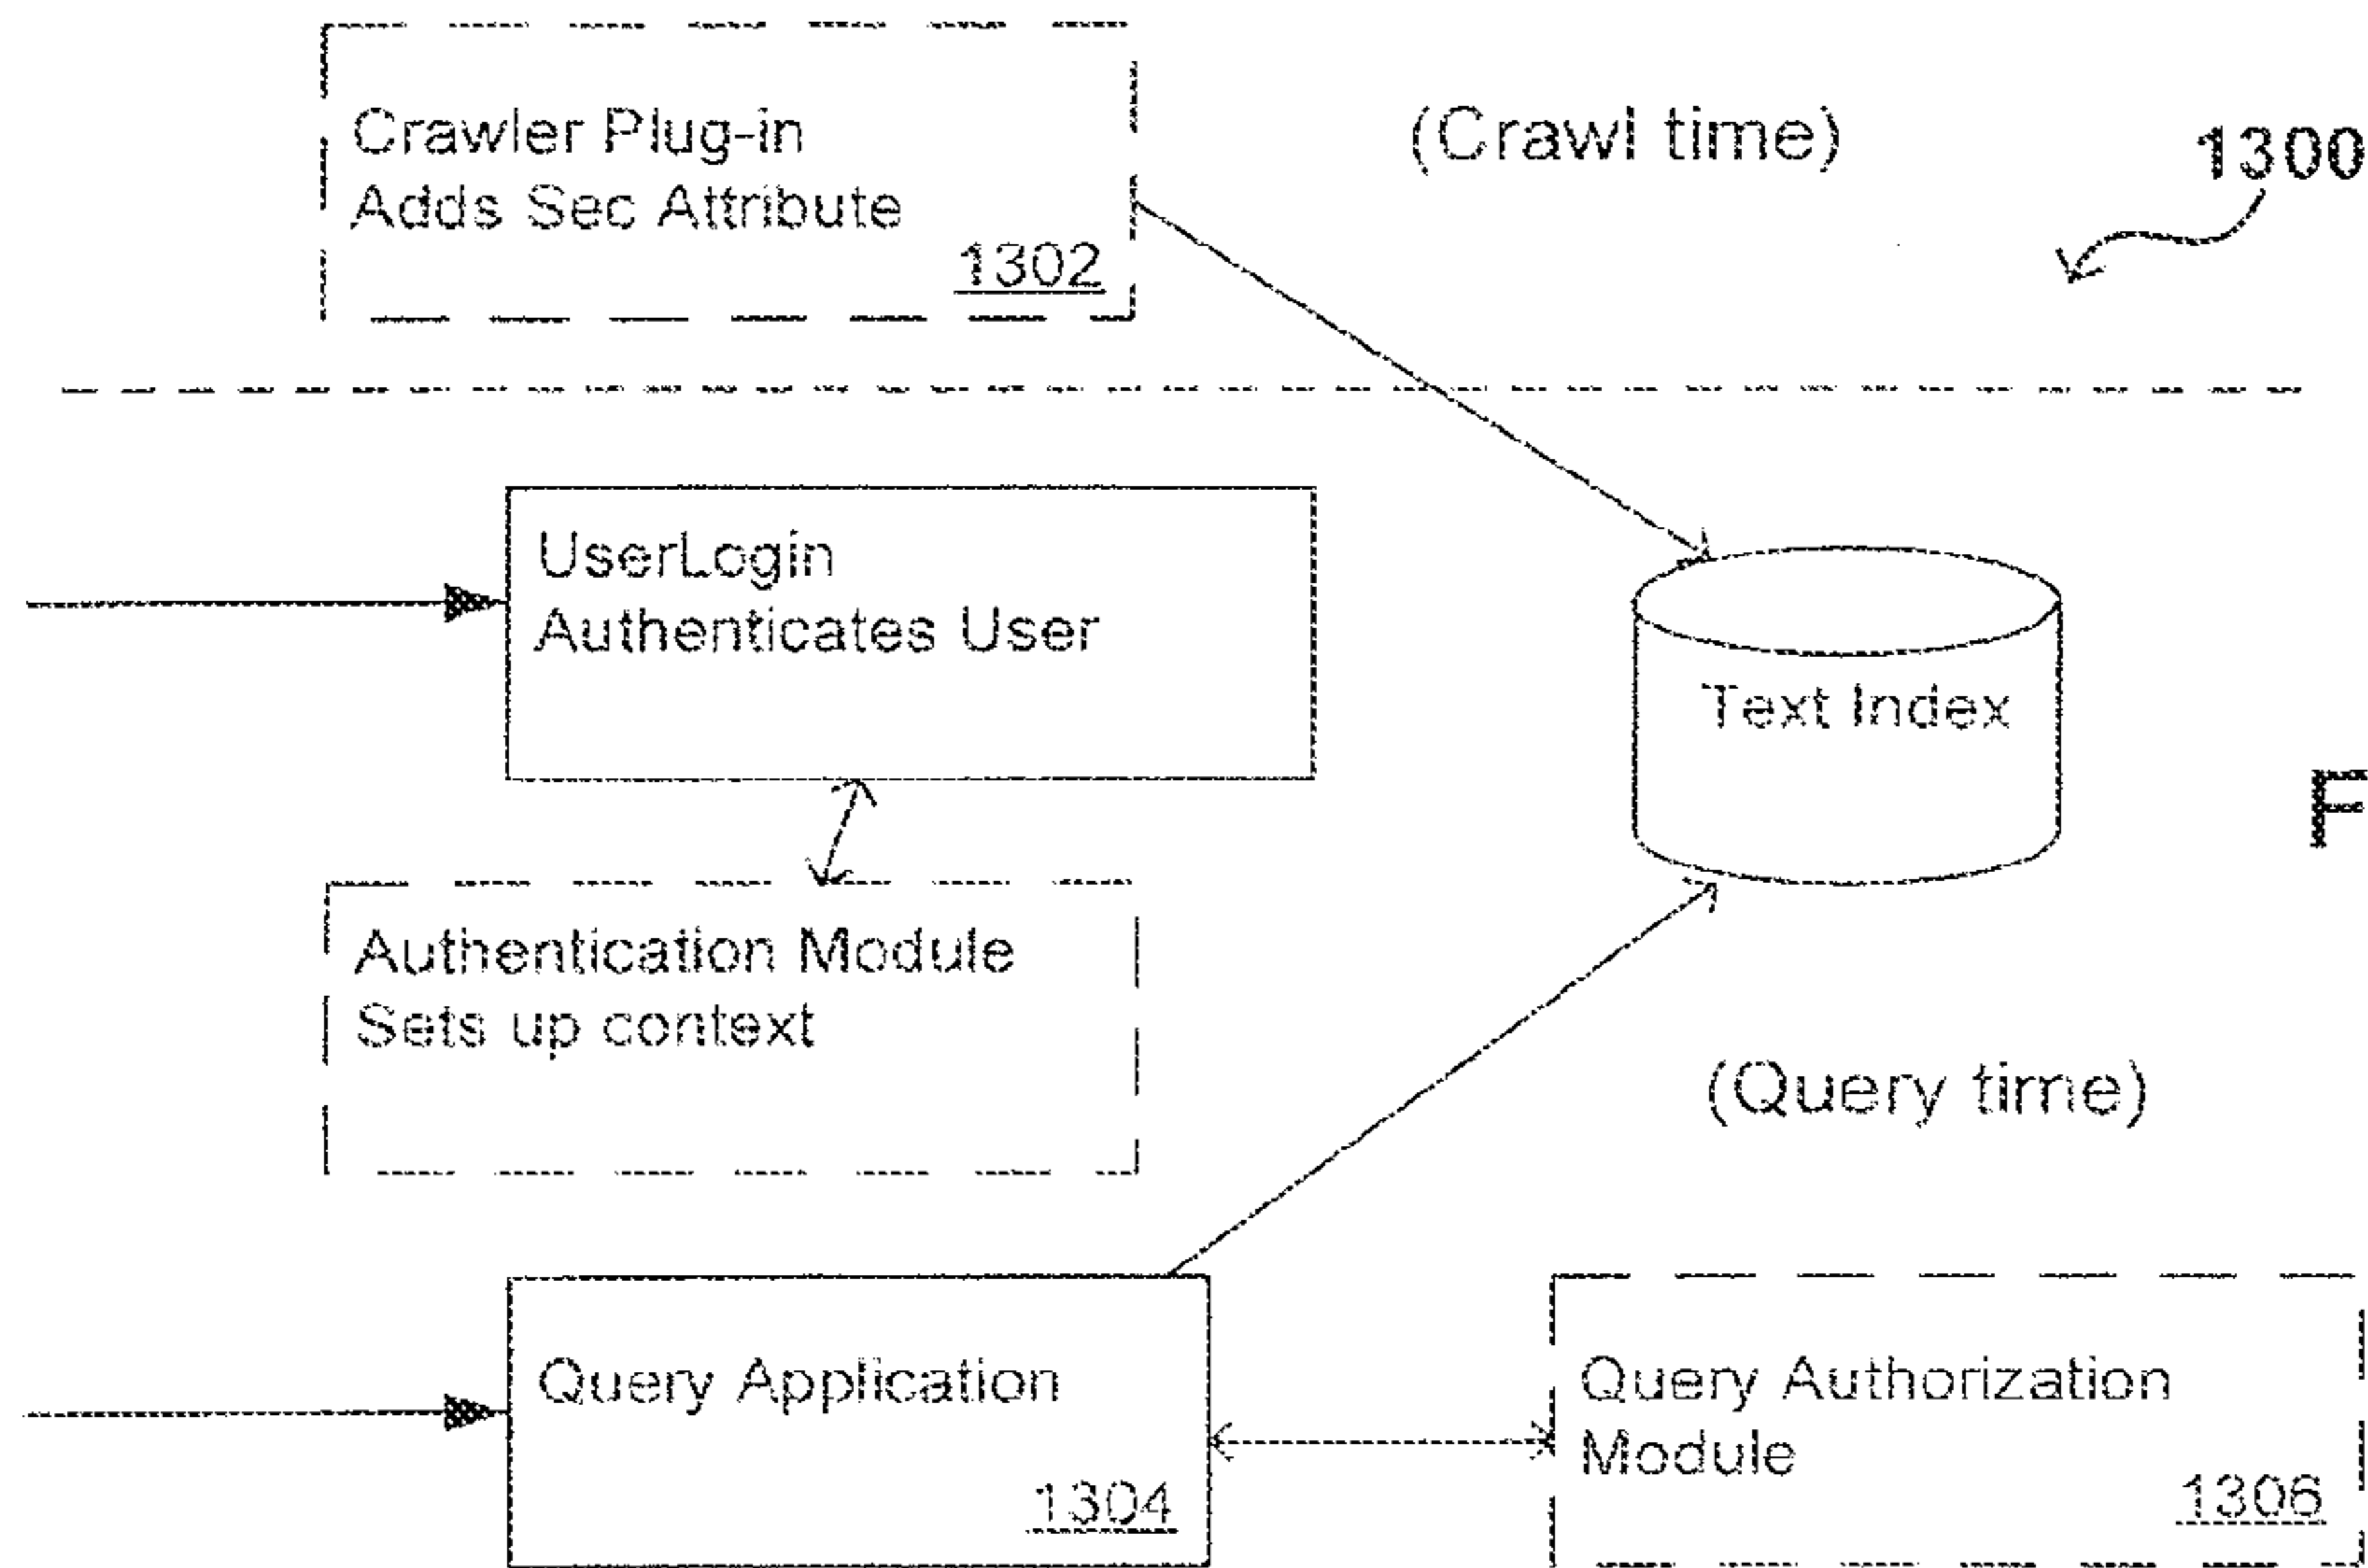 Crawler Plug-in
Adds Sec Attribute
1302
(Crawl time)
1300
UserLogin
Authenticates User
Text Index
F
Authentication Module
Sets up context
(Query time)
Query Application
1304
Query Authorization
Module
1306